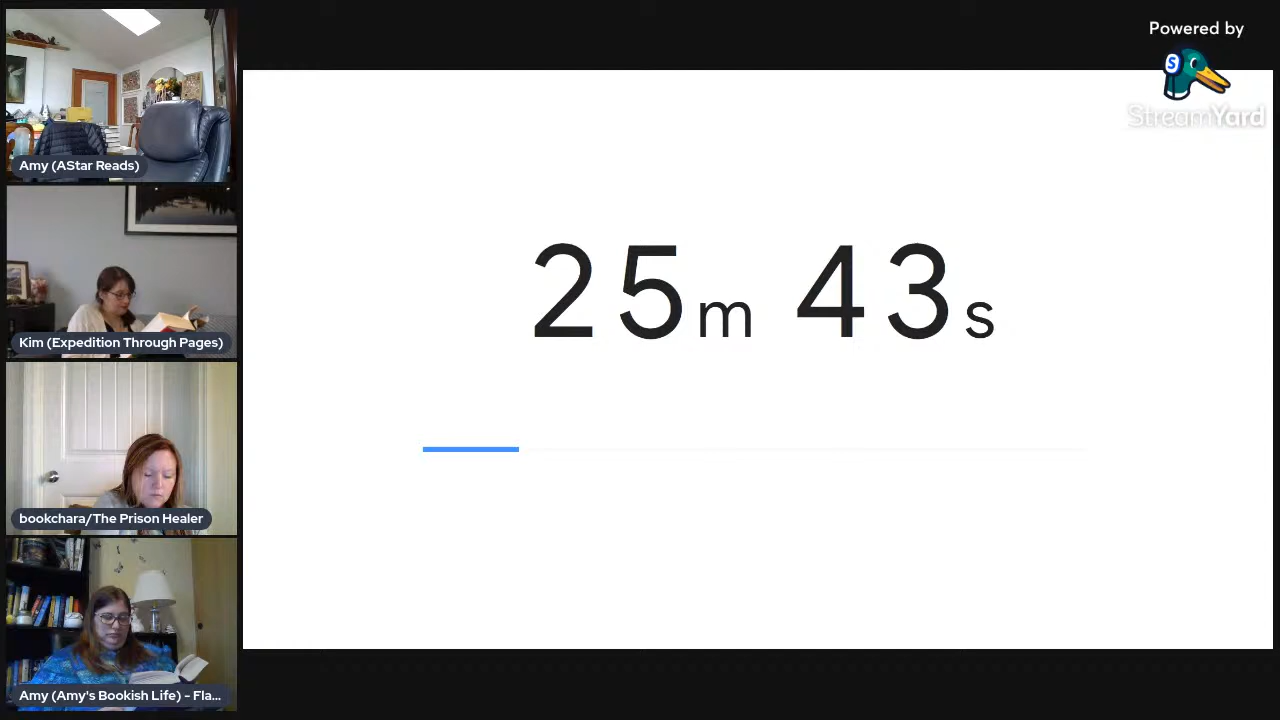 Powered by
StreamYard
Amy (AStar Reads)
Kim (Expedition Through Pages)
bookchara/The Prison Healer
Amy (Amy's Bookish Life) - Fla...
25m 43s